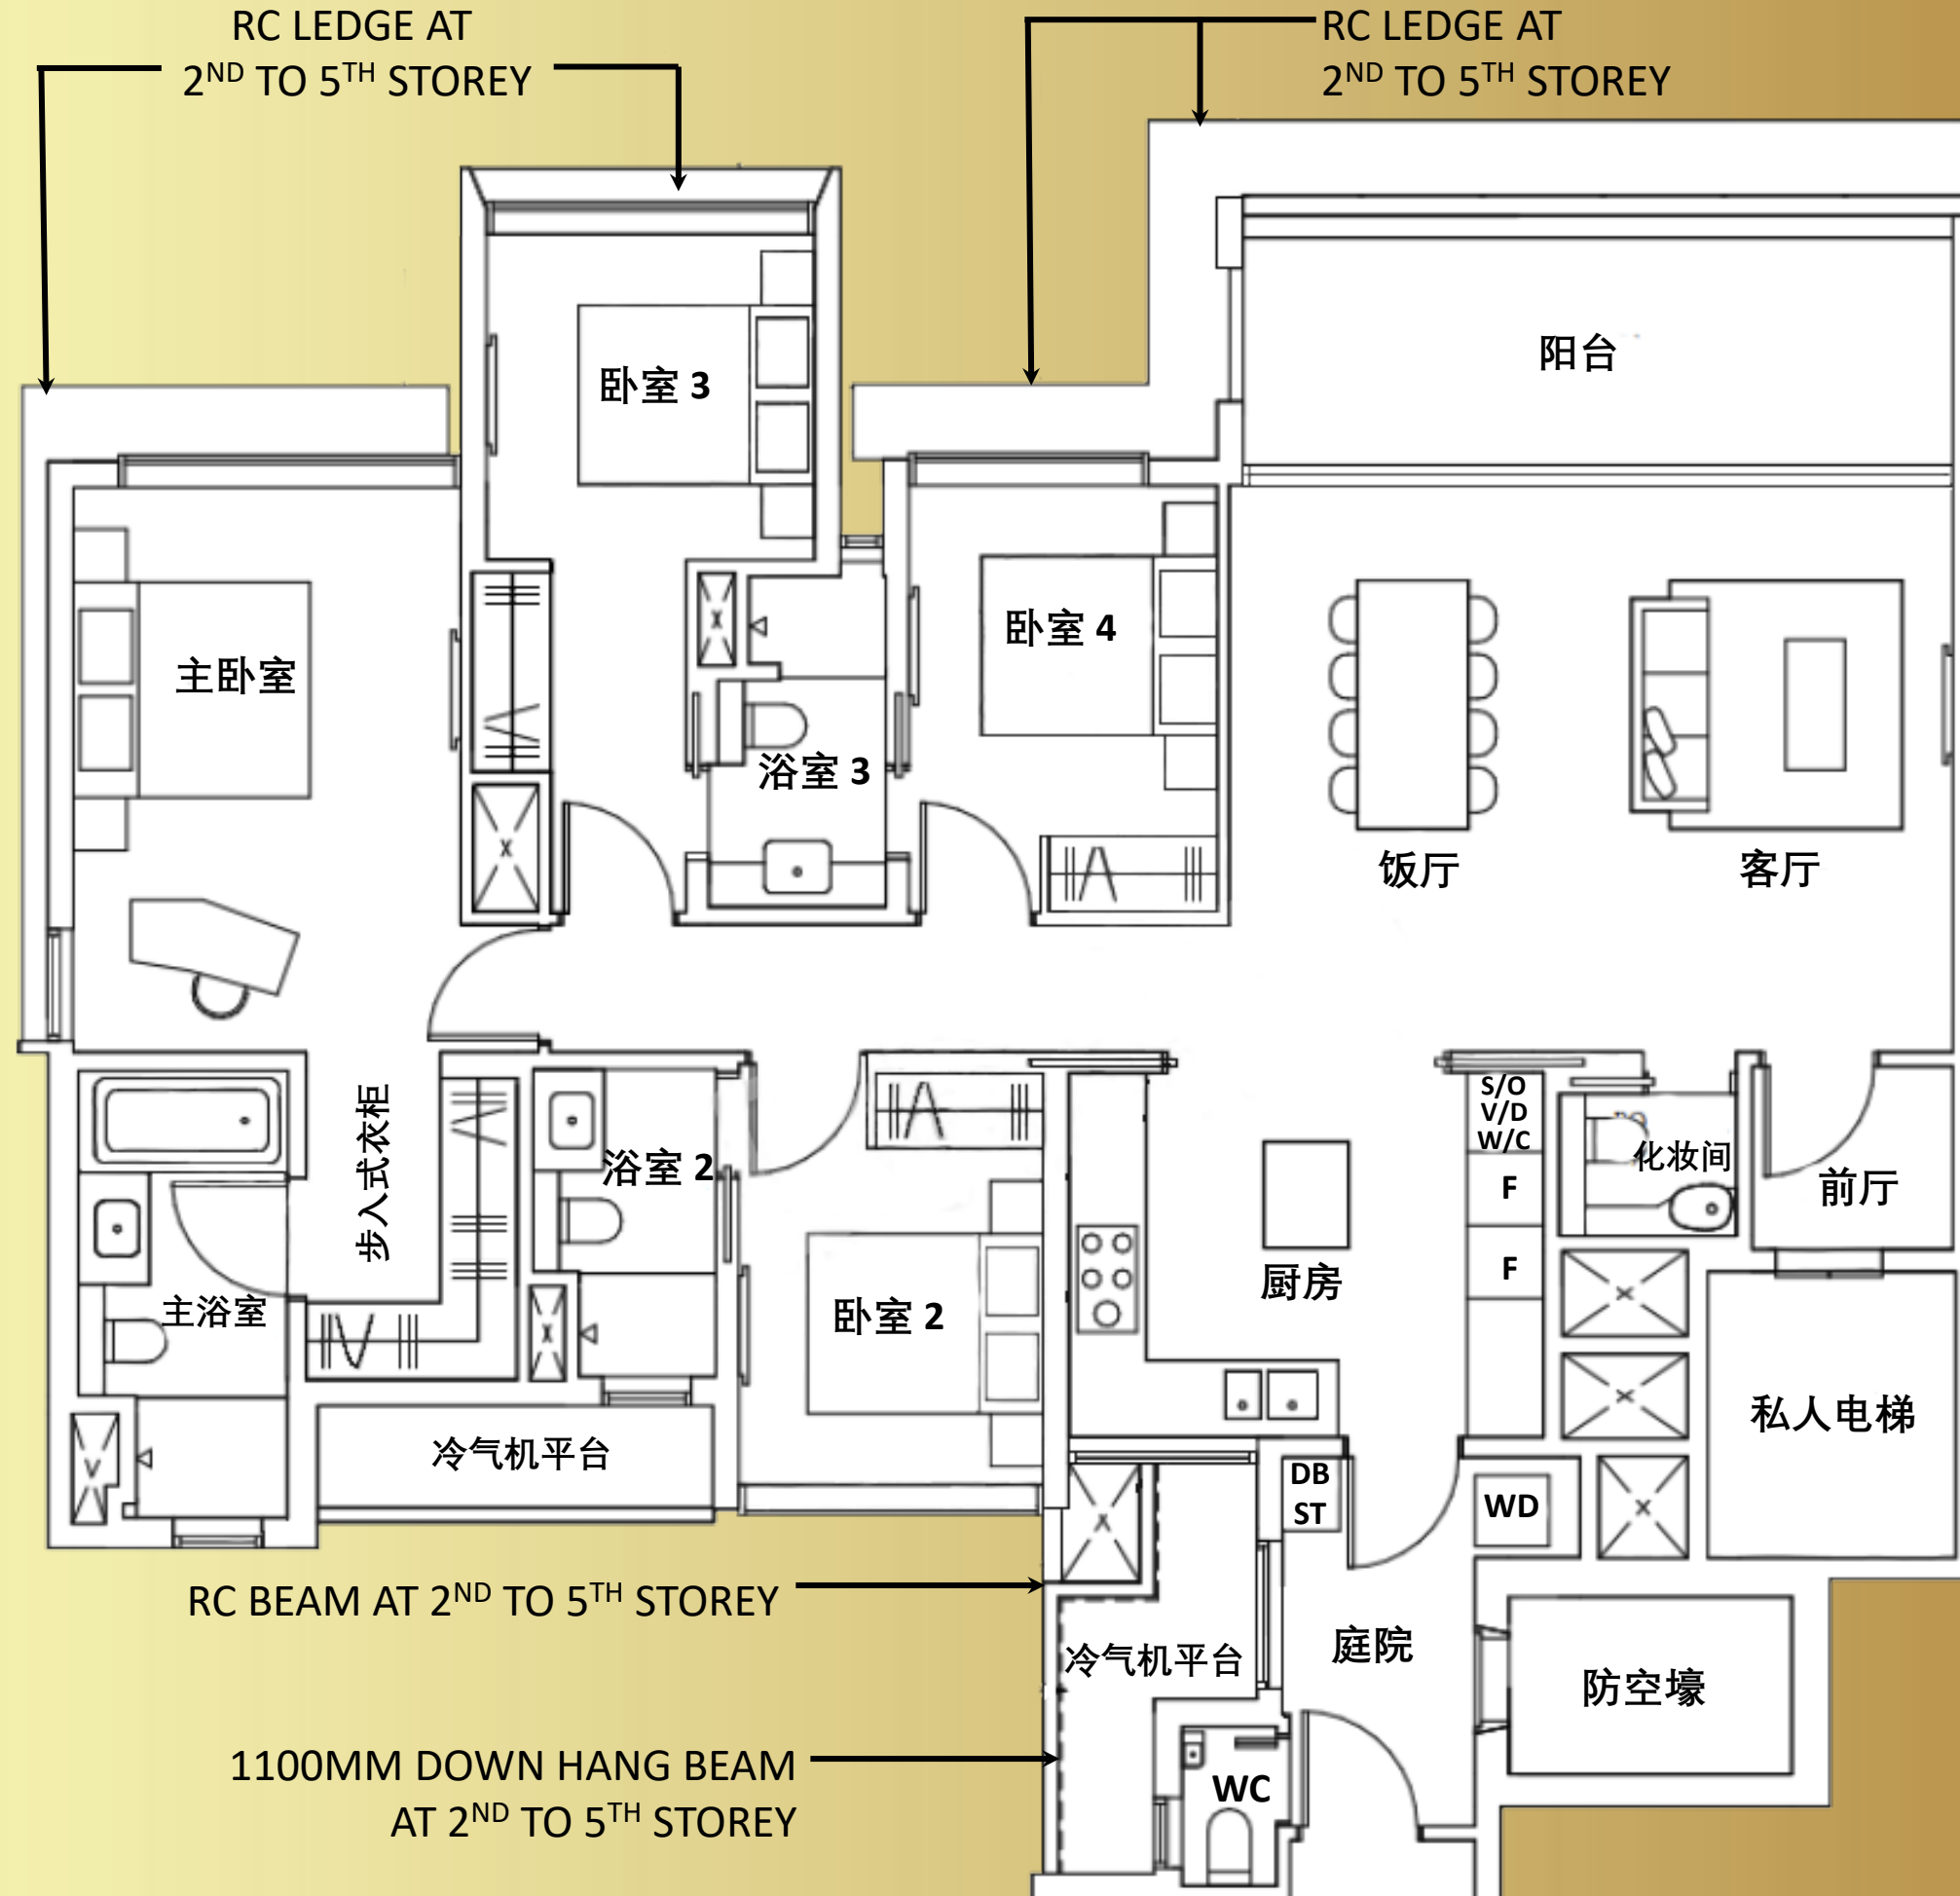 RC LEDGE AT
2ND TO 5TH STOREY
RC LEDGE AT
2ND TO 5TH STOREY
阳台
卧室 3
卧室 4
主卧室
浴室 3
饭厅
客厅
步入式衣柜
S/O
V/D
W/C
浴室 2
化妆间
F
前厅
F
厨房
主浴室
卧室 2
私人电梯
冷气机平台
DB
ST
WD
RC BEAM AT 2ND TO 5TH STOREY
冷气机平台
庭院
防空壕
1100MM DOWN HANG BEAM
AT 2ND TO 5TH STOREY
WC